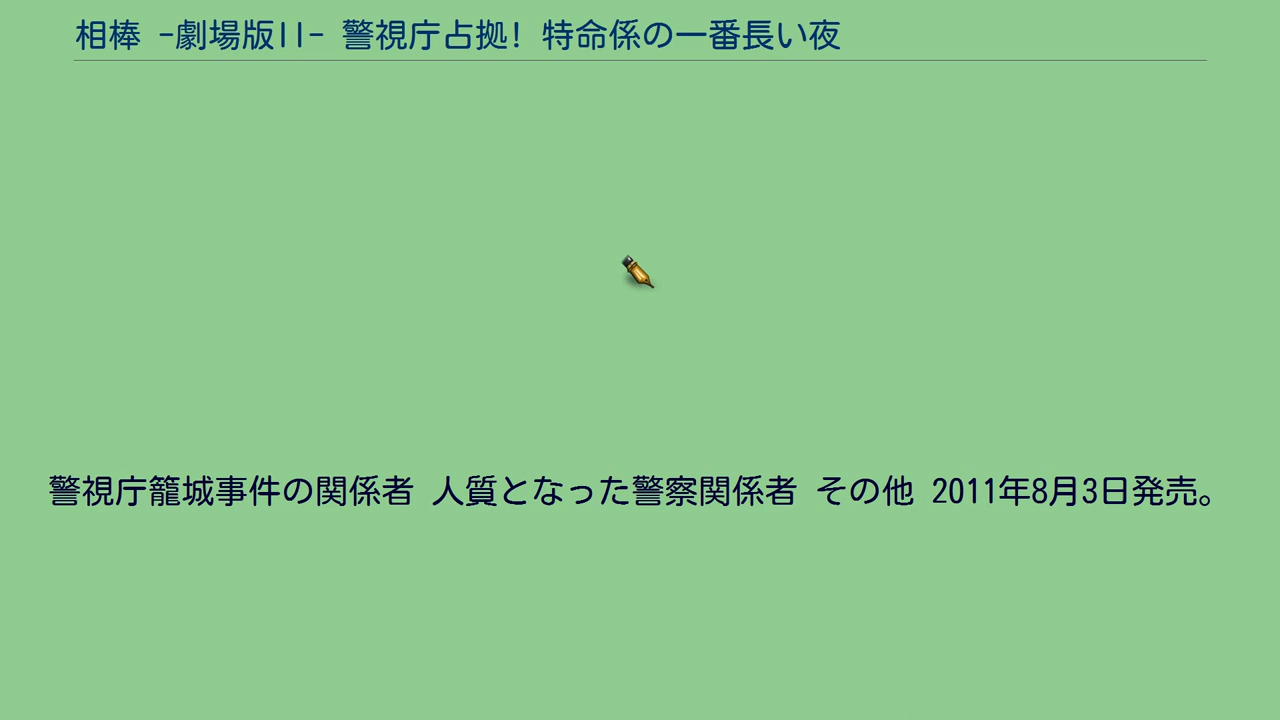 相棒 -劇場版II- 警視庁占拠! 特命係の一番長い夜
警視庁籠城事件の関係者 人質となった警察関係者 その他 2011年8月3日発売。